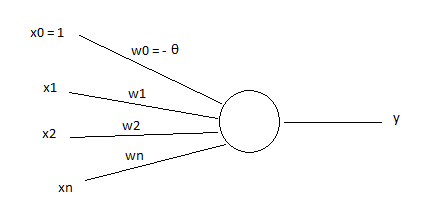 x0 = 1
w0 = - θ
x1
w1
x2
w2
wn
xn
y